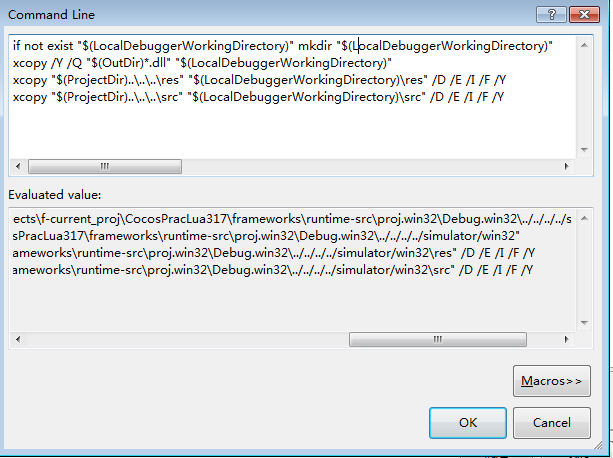 Command Line
if not exist "$(LocalDebuggerWorkingDirectory)" mkdir "$(LocalDebuggerWorkingDirectory)"
xcopy /Y /Q "$(OutDir)*.dll" "$(LocalDebuggerWorkingDirectory)"
xcopy "$(ProjectDir)..\..\..\res" "$(LocalDebuggerWorkingDirectory)\res" /D /E /I /F /Y
xcopy "$(ProjectDir)..\..\..\src" "$(LocalDebuggerWorkingDirectory)\src" /D /E /I /F /Y
Evaluated value:
ects\f-current_proj\CocosPracLua317\frameworks\runtime-src\proj.win32\Debug.win32\../../../../s
sPracLua317\frameworks\runtime-src\proj.win32\Debug.win32\../../../../simulator/win32"
ameworks\runtime-src\proj.win32\Debug.win32\../../../../simulator/win32\res" /D /E /I /F /Y
ameworks\runtime-src\proj.win32\Debug.win32\../../../../simulator/win32\src" /D /E /I /F /Y
Macros>>
OK Cancel